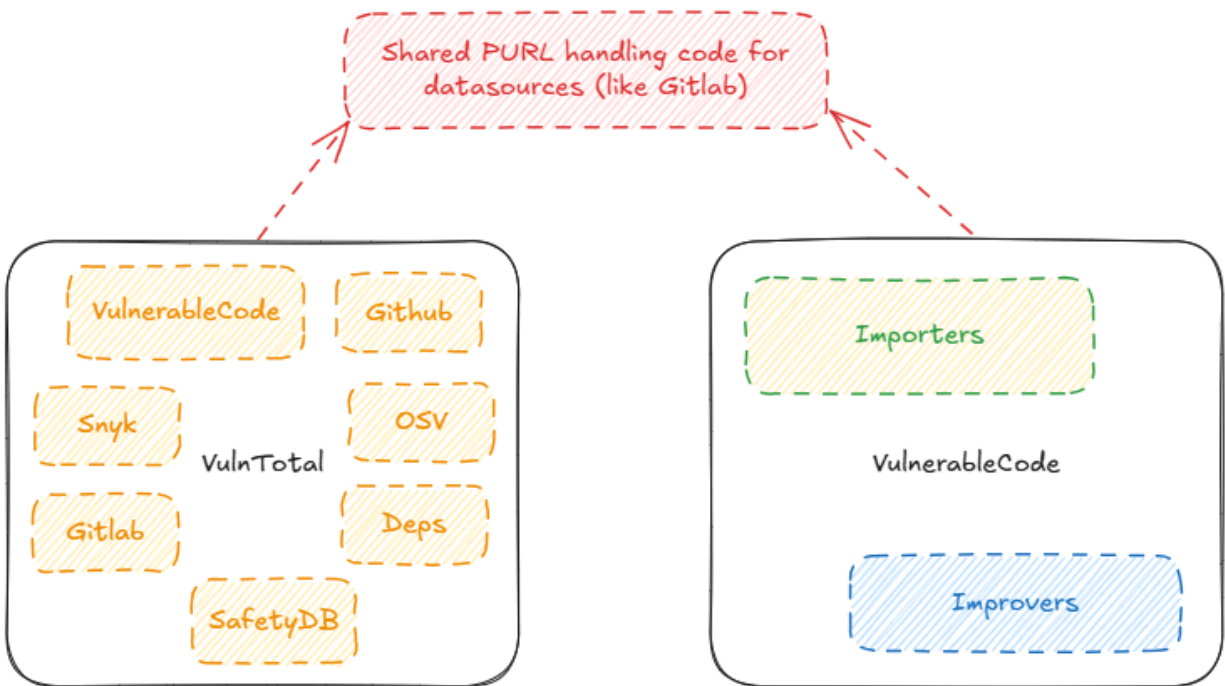 Shared PURL handling code for
datasources (like Gitlab)
VulnerableCode
Github
Snyk
OSV
VulnTotal
Gitlab
Deps
SafetyDB
Importers
VulnerableCode
Improvers